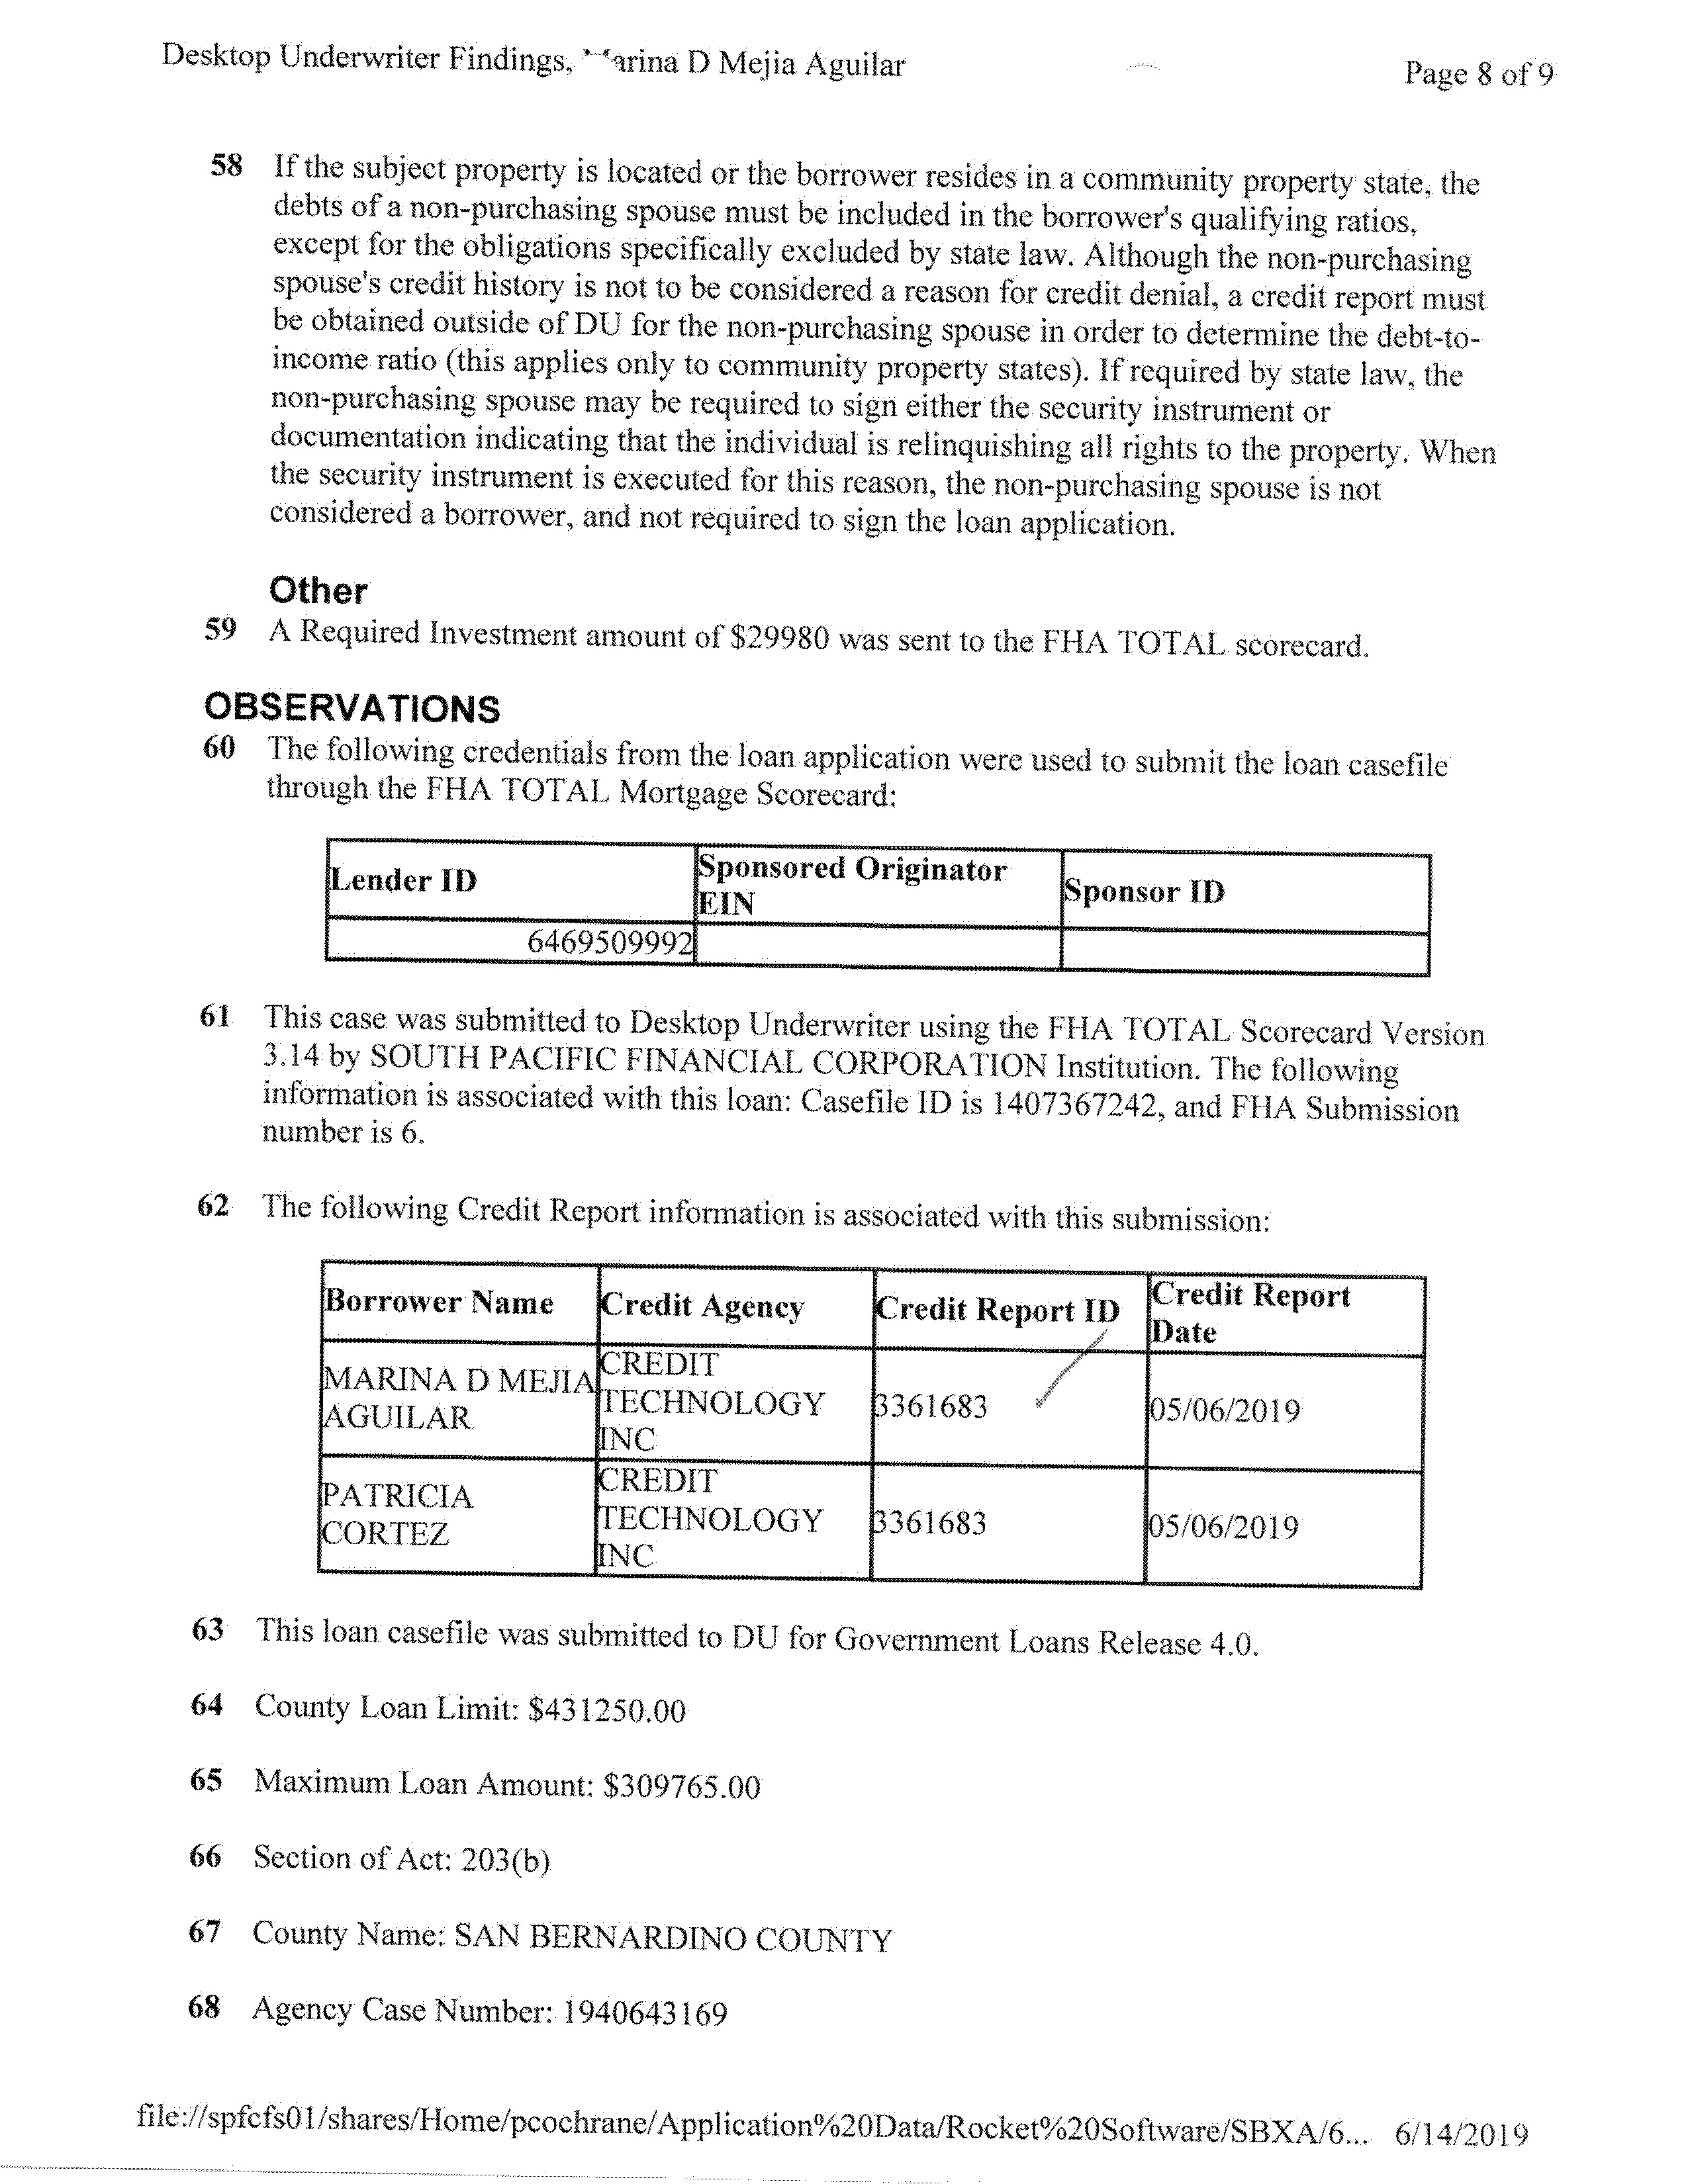 Desktop Underwriter Findings, Marina D Mejia Aguilar
Page 8 of 9
58 If the subject property is located or the borrower resides in a community property state, the
debts of a non-purchasing spouse must be included in the borrower's qualifying ratios,
except for the obligations specifically excluded by state law. Although the non-purchasing
spouse's credit history is not to be considered a reason for credit denial, a credit report must
be obtained outside of DU for the non-purchasing spouse in order to determine the debt-to-
income ratio (this applies only to community property states). If required by state law, the
non-purchasing spouse may be required to sign either the security instrument or
documentation indicating that the individual is relinquishing all rights to the property. When
the security instrument is executed for this reason, the non-purchasing spouse is not
considered a borrower, and not required to sign the loan application.
Other
59 A Required Investment amount of $29980 was sent to the FHA TOTAL scorecard.
OBSERVATIONS
60 The following credentials from the loan application were used to submit the loan casefile
through the FHA TOTAL Mortgage Scorecard:
Lender ID
Sponsored Originator
EIN
Sponsor ID
6469509992
61 This case was submitted to Desktop Underwriter using the FHA TOTAL Scorecard Version
3.14 by SOUTH PACIFIC FINANCIAL CORPORATION Institution. The following
information is associated with this loan: Casefile ID is 1407367242, and FHA Submission
number is 6.
62 The following Credit Report information is associated with this submission:
Borrower Name
Credit Agency
Credit Report ID
Credit Report
Date
MARINA D MEJIA
AGUILAR
CREDIT
TECHNOLOGY
INC
3361683
05/06/2019
PATRICIA
CORTEZ
CREDIT
TECHNOLOGY
INC
3361683
05/06/2019
63 This loan casefile was submitted to DU for Government Loans Release 4.0.
64 County Loan Limit: $431250.00
65 Maximum Loan Amount: $309765.00
66 Section of Act: 203(b)
67 County Name: SAN BERNARDINO COUNTY
68 Agency Case Number: 1940643169
file://spfcfs01/shares/Home/pcochrane/Application%20Data/Rocket%20Software/SBXA/6... 6/14/2019